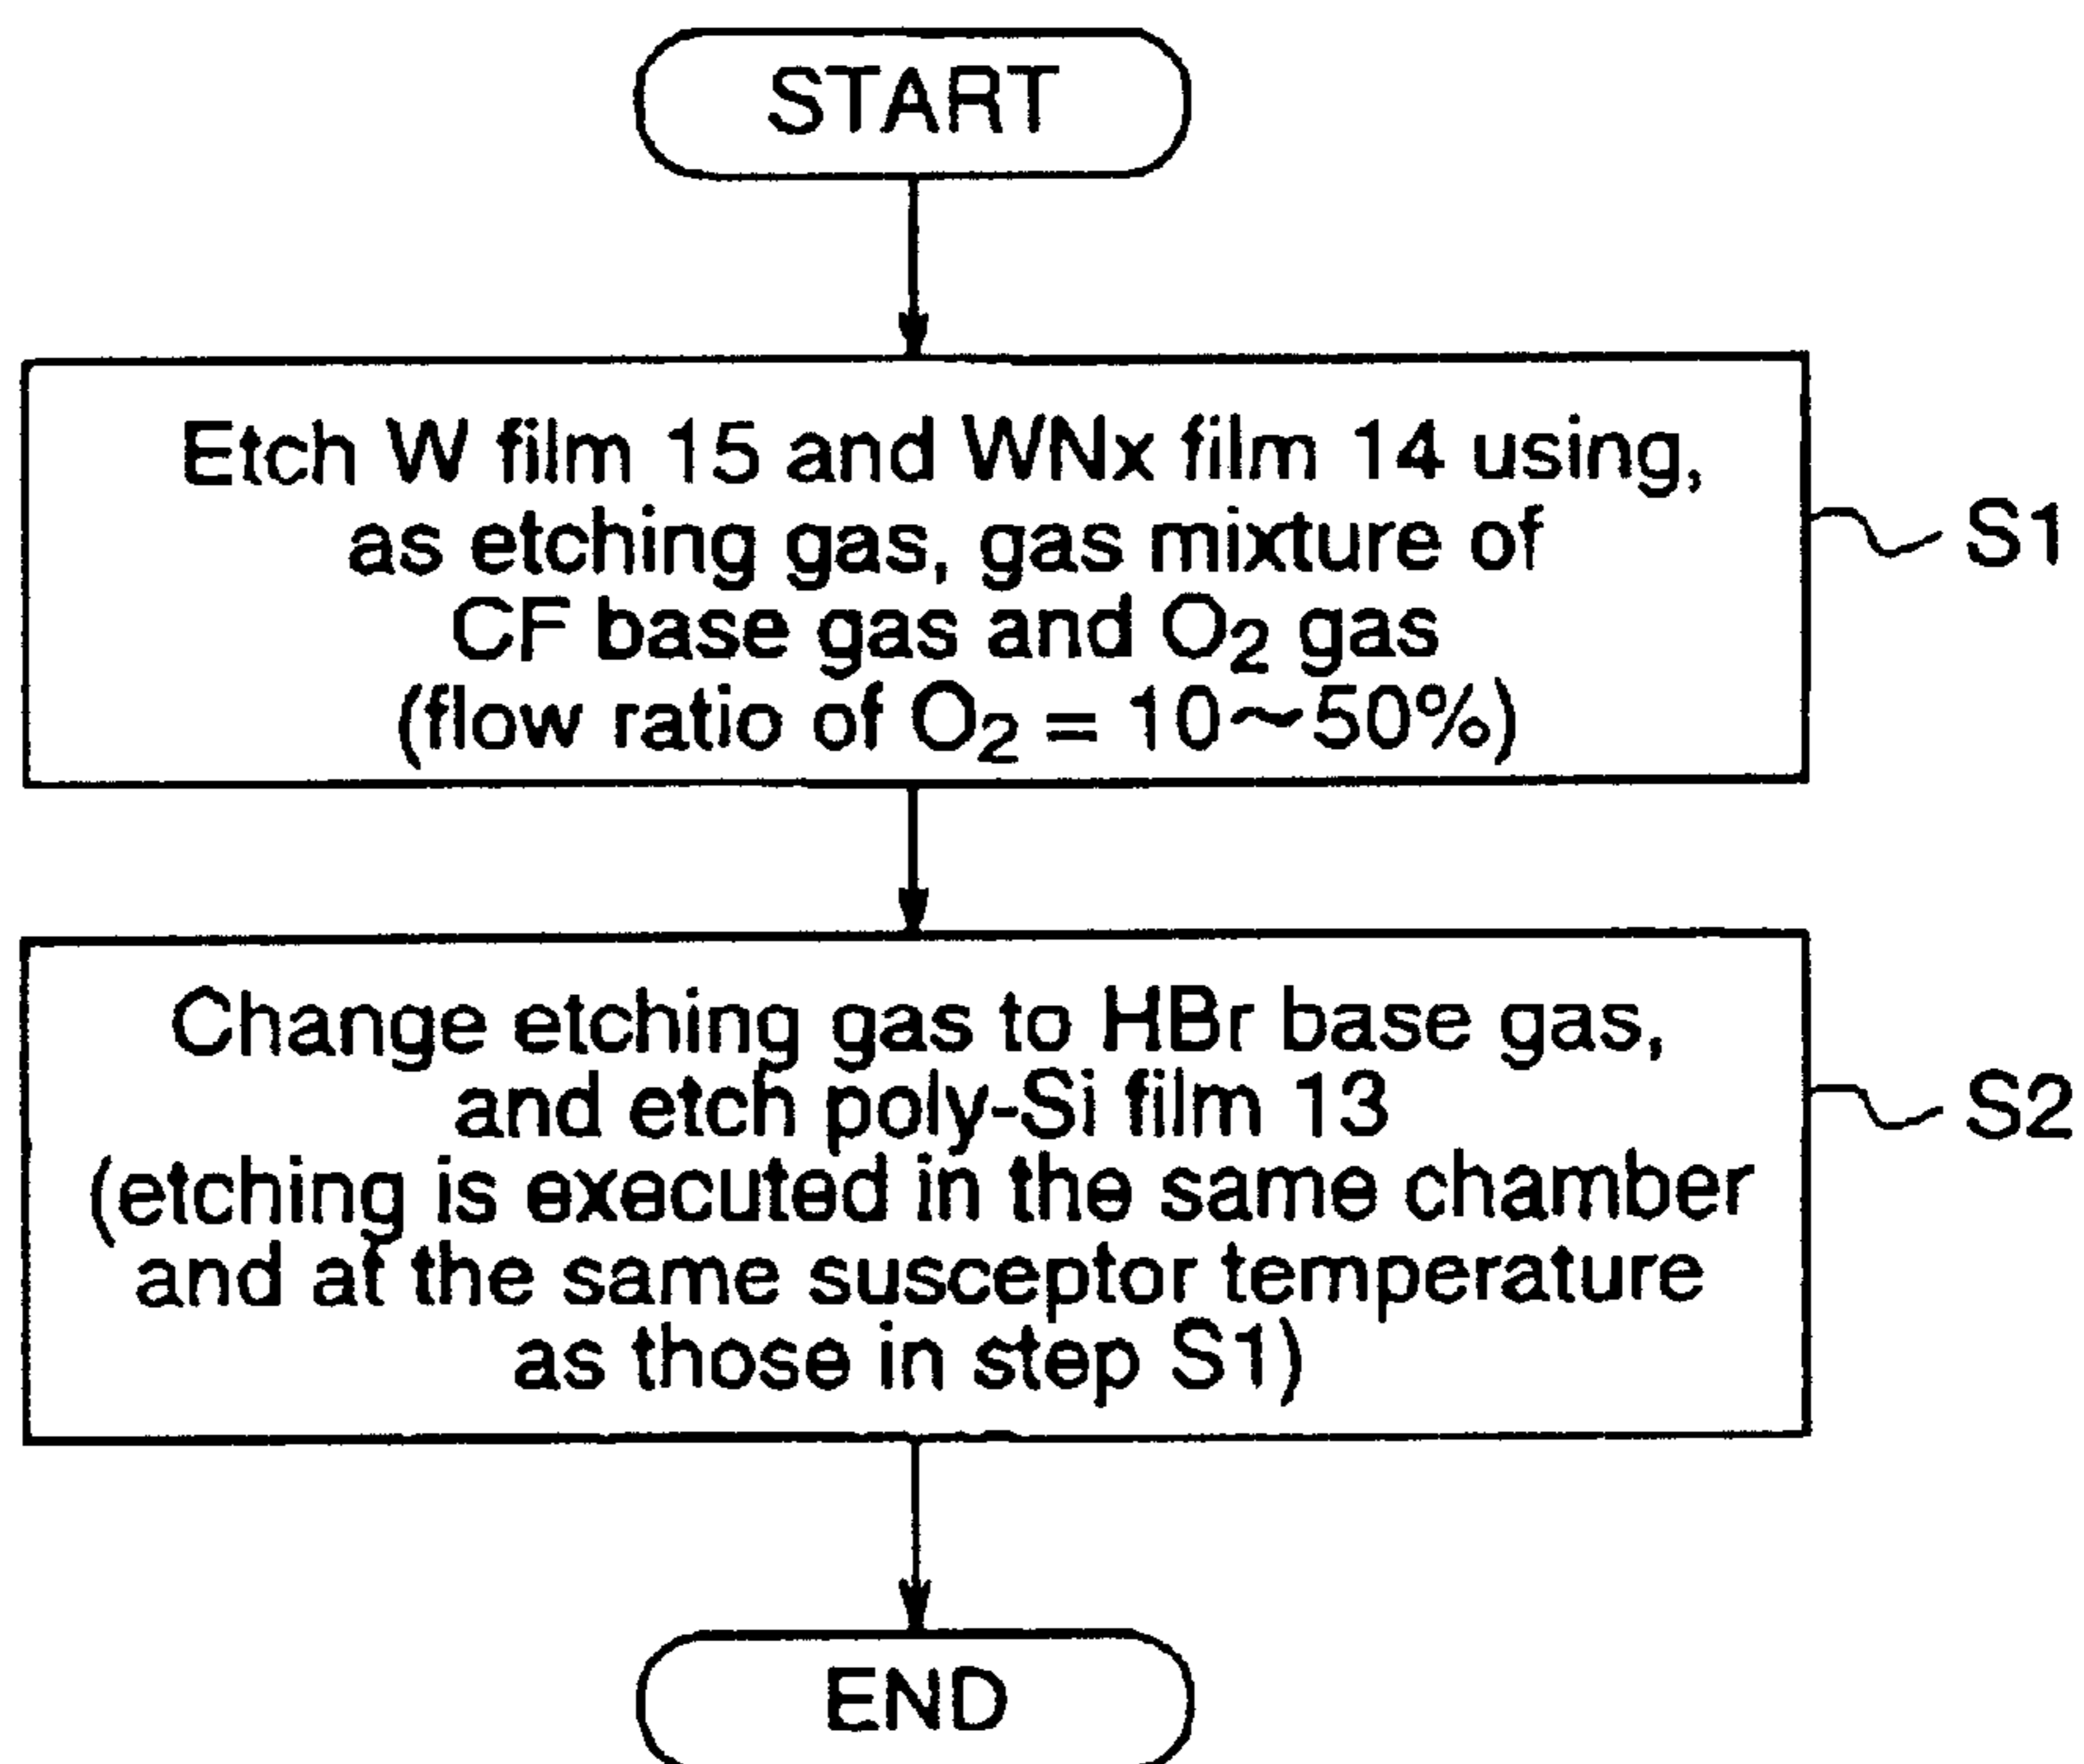 START
Etch W film 15 and WNx film 14 using,
as etching gas, gas mixture of
CF base gas and O₂ gas
(flow ratio of O₂ = 10~50%)
S1
Change etching gas to HBr base gas,
and etch poly-Si film 13
(etching is executed in the same chamber
and at the same susceptor temperature
as those in step S1)
S2
END